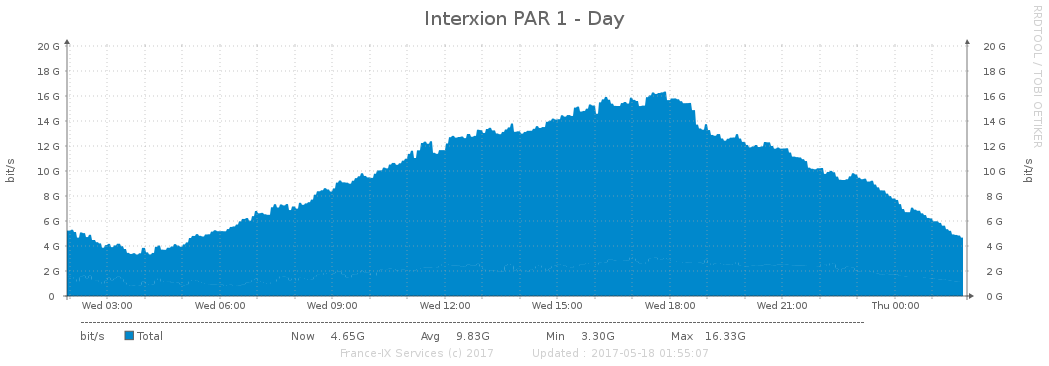 Interxion PAR 1 - Day
RRDTOOL / TOBI OETIKER
bit/s
20 G
18 G
16 G
14 G
12 G
10 G
8 G
6 G
4 G
2 G
0
20 G
18 G
16 G
14 G
12 G
10 G
8 G
6 G
4 G
2 G
0 G
bit/s
Wed 03:00 Wed 06:00 Wed 09:00 Wed 12:00 Wed 15:00 Wed 18:00 Wed 21:00 Thu 00:00
bit/s Total Now 4.65G Avg 9.83G Min 3.30G Max 16.33G
France-IX Services (c) 2017 Updated : 2017-05-18 01:55:07